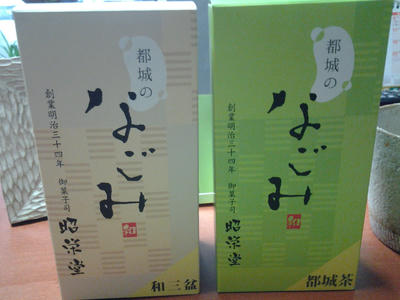 都城の
なごみ
和
創業明治三十四年
御菓子司
昭栄堂
和三盆
都城の
なごみ
和
創業明治三十四年
御菓子司
昭栄堂
都城茶